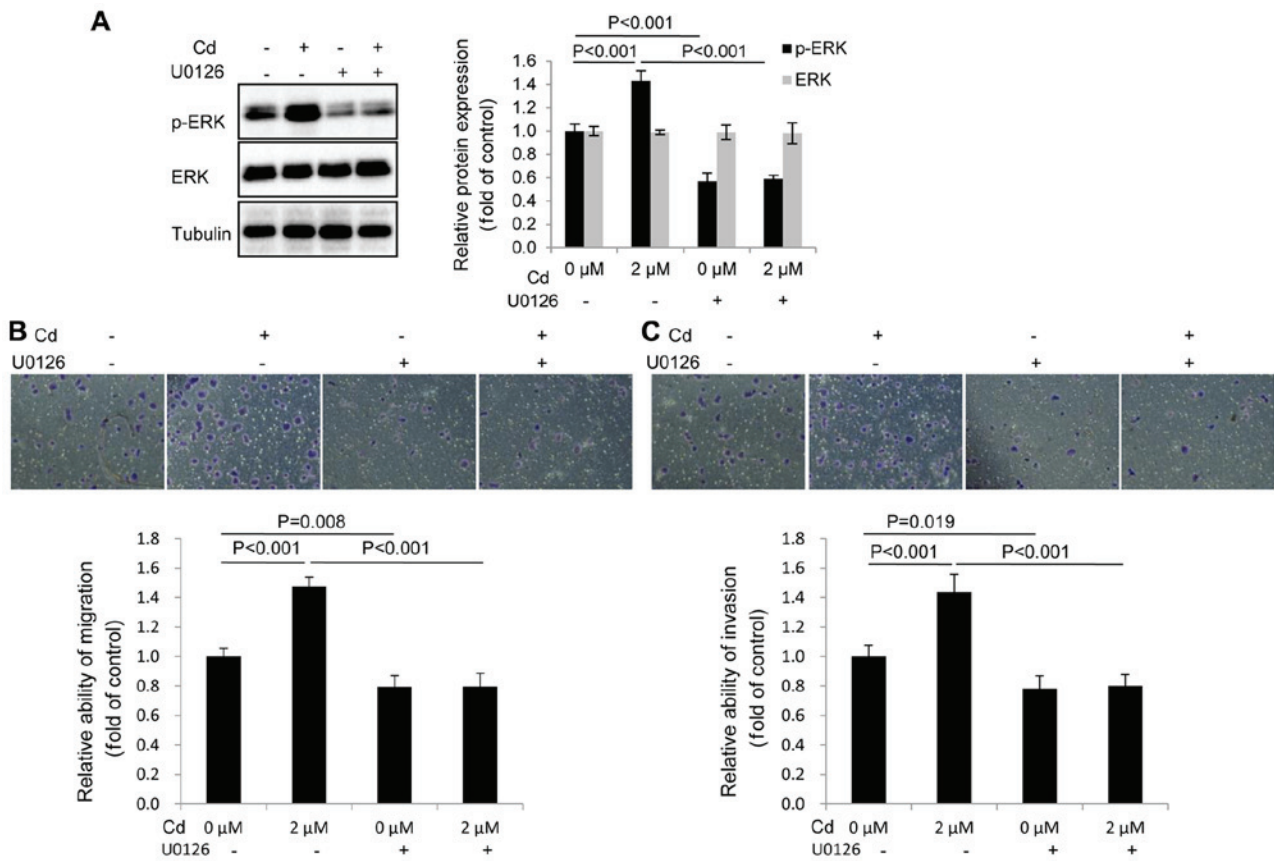 A
Cd - + - +
U0126 - - + +
p-ERK
ERK
Tubulin
P<0.001
P<0.001 P<0.001
p-ERK
ERK
Relative protein expression
(fold of control)
1.6
1.4
1.2
1.0
0.8
0.6
0.4
0.2
0.0
Cd 0 µM 2 µM 0 µM 2 µM
U0126 - - + +
B
Cd - + - +
U0126 - - + +
P=0.008
P<0.001 P<0.001
Relative ability of migration
(fold of control)
1.8
1.6
1.4
1.2
1.0
0.8
0.6
0.4
0.2
0.0
Cd 0 µM 2 µM 0 µM 2 µM
U0126 - - + +
C
Cd - + - +
U0126 - - + +
P=0.019
P<0.001 P<0.001
Relative ability of invasion
(fold of control)
1.8
1.6
1.4
1.2
1.0
0.8
0.6
0.4
0.2
0.0
Cd 0 µM 2 µM 0 µM 2 µM
U0126 - - + +